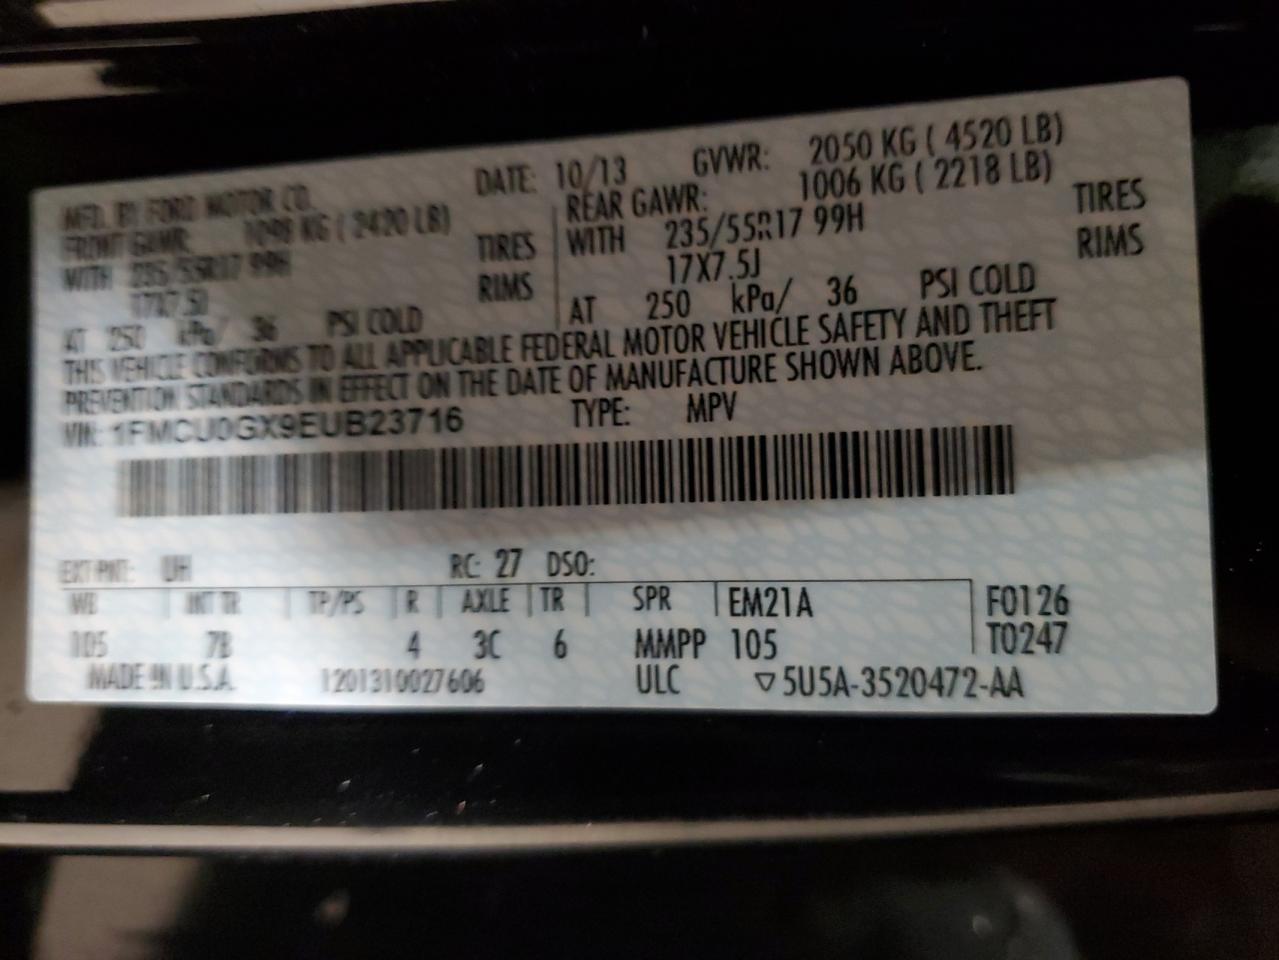 MFD. BY FORD MOTOR CO. DATE: 10/13 GVWR: 2050 KG ( 4520 LB)
FRONT GAWR: 1098 KG ( 2420 LB) REAR GAWR: 1006 KG ( 2218 LB)
WITH 235/55R17 99H TIRES WITH 235/55R17 99H TIRES
17X7.5J RIMS 17X7.5J RIMS
AT 250 kPa/ 36 PSI COLD AT 250 kPa/ 36 PSI COLD
THIS VEHICLE CONFORMS TO ALL APPLICABLE FEDERAL MOTOR VEHICLE SAFETY AND THEFT
PREVENTION STANDARDS IN EFFECT ON THE DATE OF MANUFACTURE SHOWN ABOVE.
VIN: 1FMCU0GX9EUB23716 TYPE: MPV
EXT PNT: UH RC: 27 DSO:
WB INT TR TP/PS R AXLE TR SPR EM21A F0126
105 7B 4 3C 6 MMPP 105 T0247
MADE IN U.S.A. 1201310027606 ULC ▽5U5A-3520472-AA